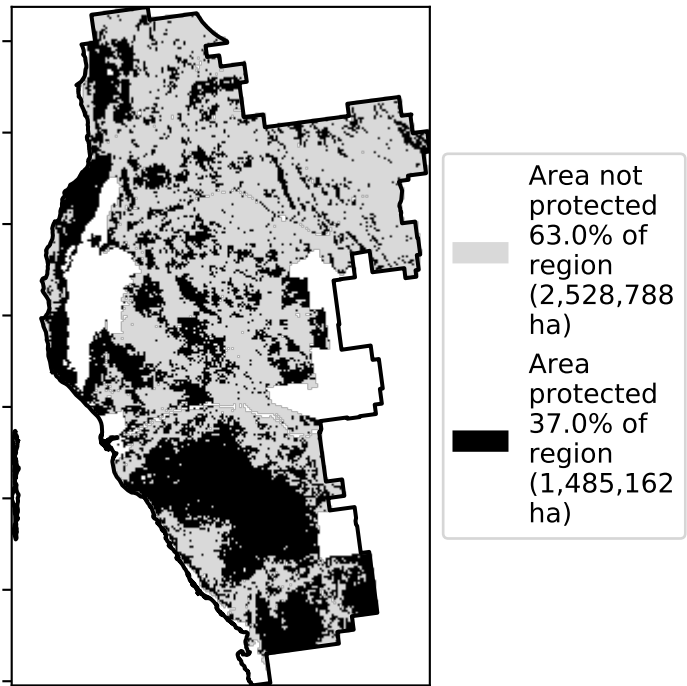 Area not
protected
63.0% of
region
(2,528,788
ha)
Area
protected
37.0% of
region
(1,485,162
ha)